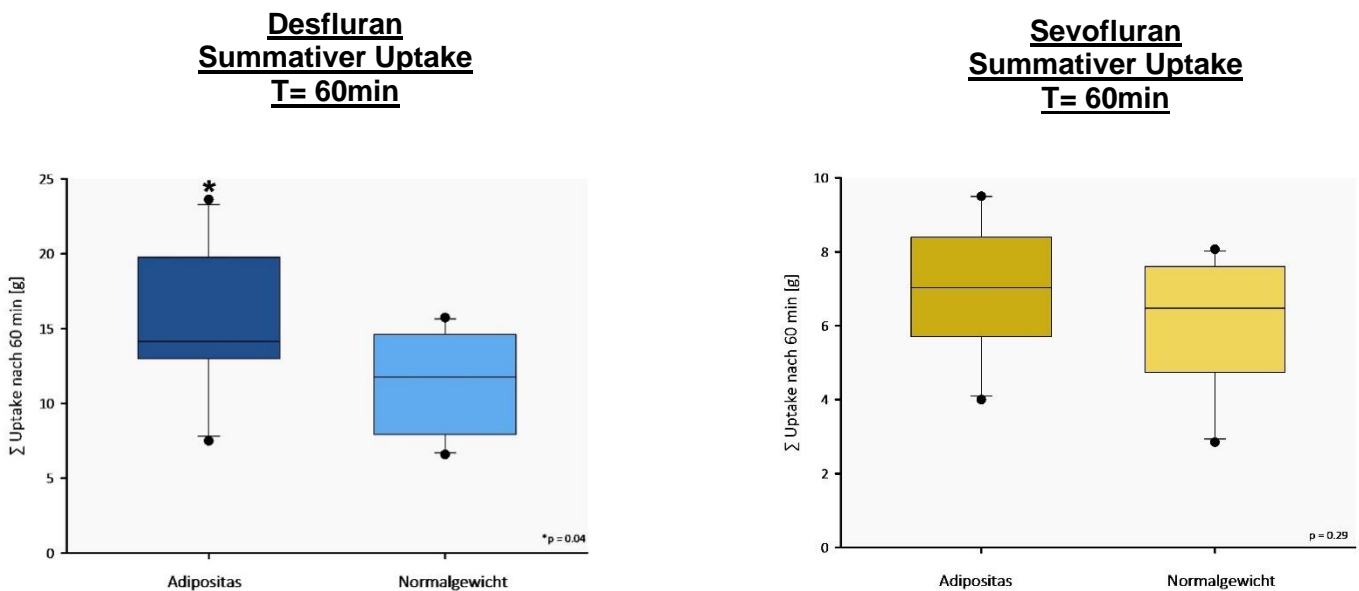 Desfluran
Summativer Uptake
T= 60min
25
20
15
10
5
0
∑ Uptake nach 60 min [g]
*
*p = 0.04
Adipositas
Normalgewicht
Sevofluran
Summativer Uptake
T= 60min
10
8
6
4
2
0
∑ Uptake nach 60 min [g]
p = 0.29
Adipositas
Normalgewicht